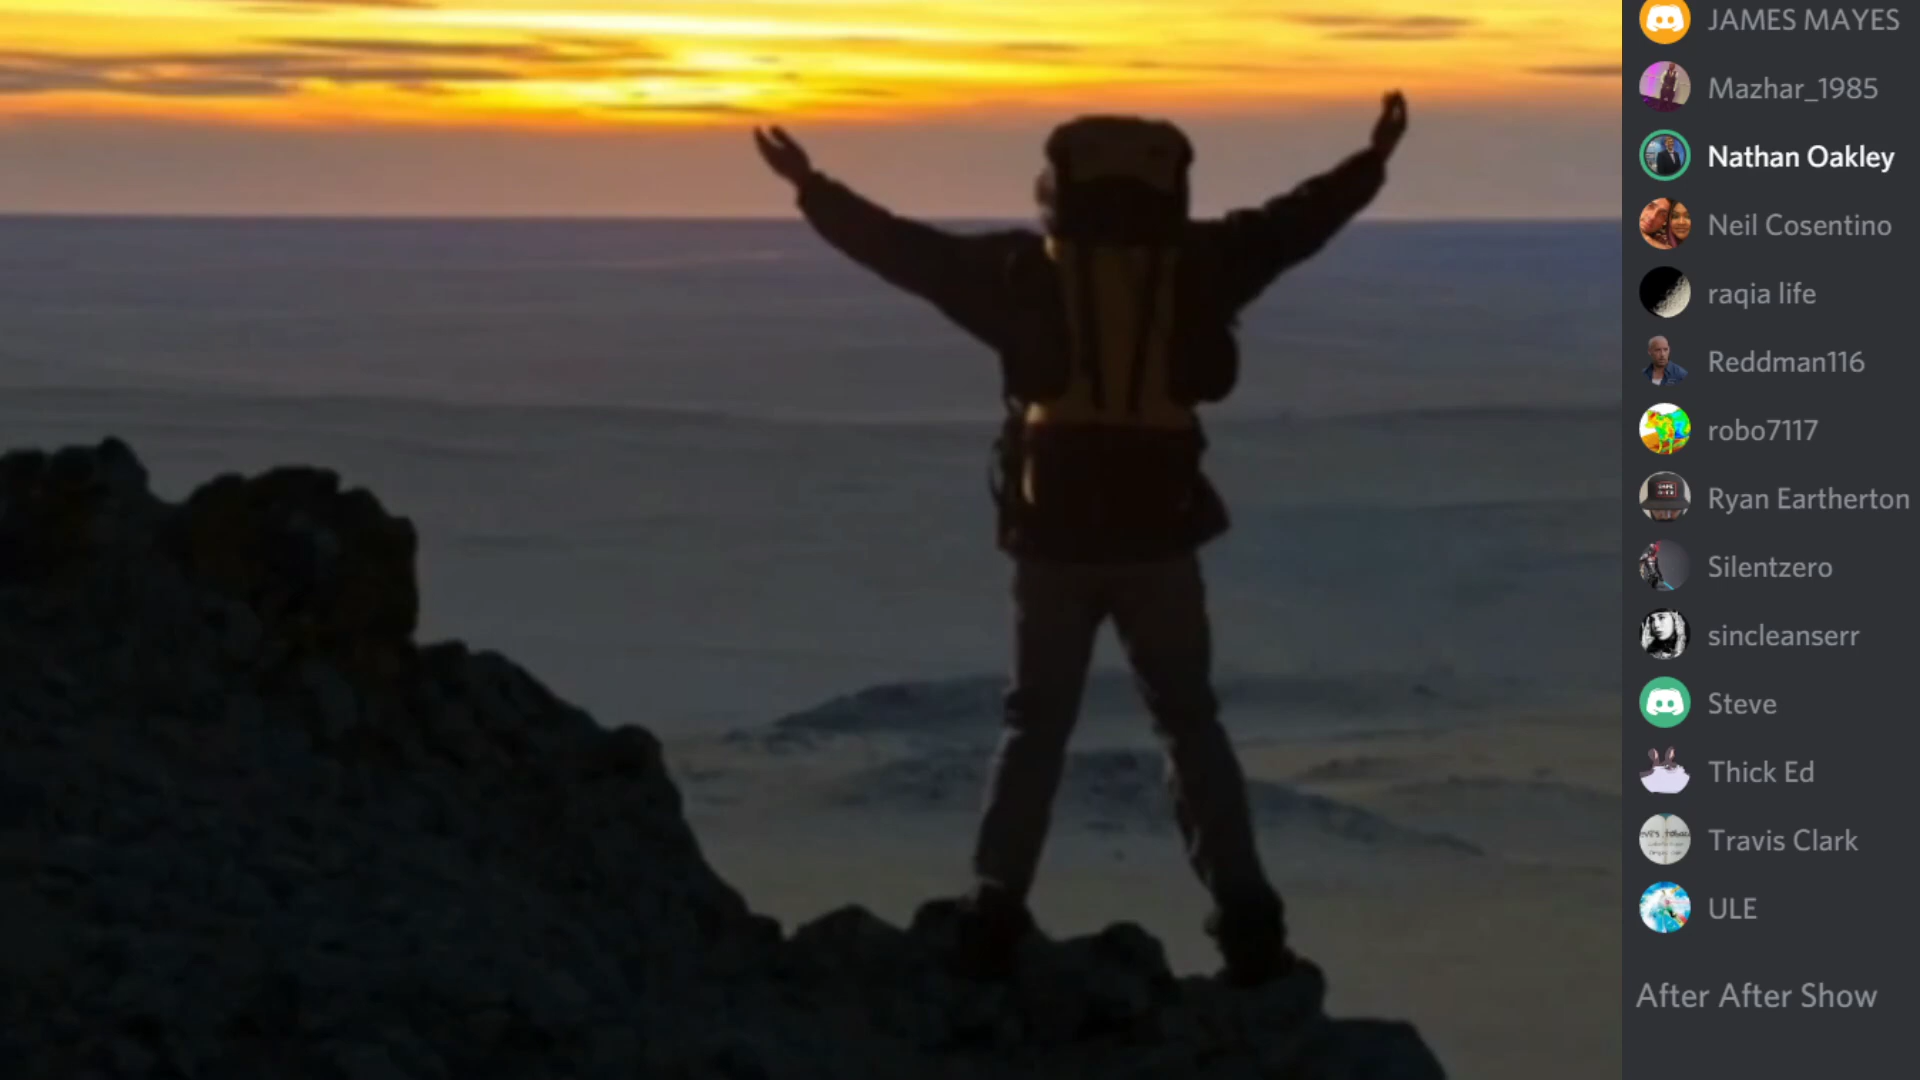 JAMES MAYES
Mazhar_1985
Nathan Oakley
Neil Cosentino
raqia life
Reddman116
robo7117
Ryan Eartherton
Silentzero
sincleanserr
Steve
Thick Ed
Travis Clark
ULE
After After Show